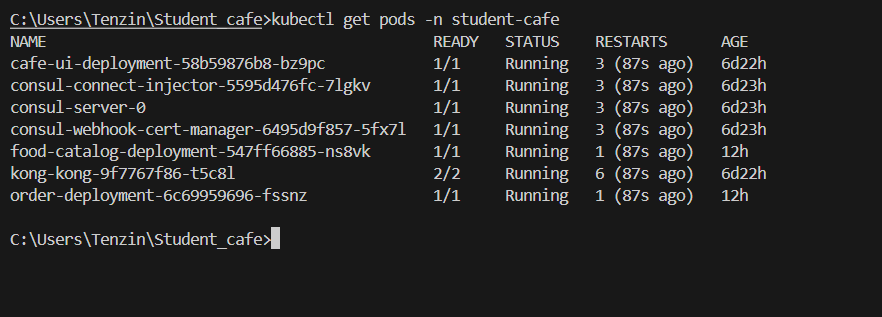 C:\Users\Tenzin\Student_cafe>kubectl get pods -n student-cafe
NAME READY STATUS RESTARTS AGE
cafe-ui-deployment-58b59876b8-bz9pc 1/1 Running 3 (87s ago) 6d22h
consul-connect-injector-5595d476fc-7lgkv 1/1 Running 3 (87s ago) 6d23h
consul-server-0 1/1 Running 3 (87s ago) 6d23h
consul-webhook-cert-manager-6495d9f857-5fx7l 1/1 Running 3 (87s ago) 6d23h
food-catalog-deployment-547ff66885-ns8vk 1/1 Running 1 (87s ago) 12h
kong-kong-9f7767f86-t5c8l 2/2 Running 6 (87s ago) 6d22h
order-deployment-6c69959696-fssnz 1/1 Running 1 (87s ago) 12h
C:\Users\Tenzin\Student_cafe>